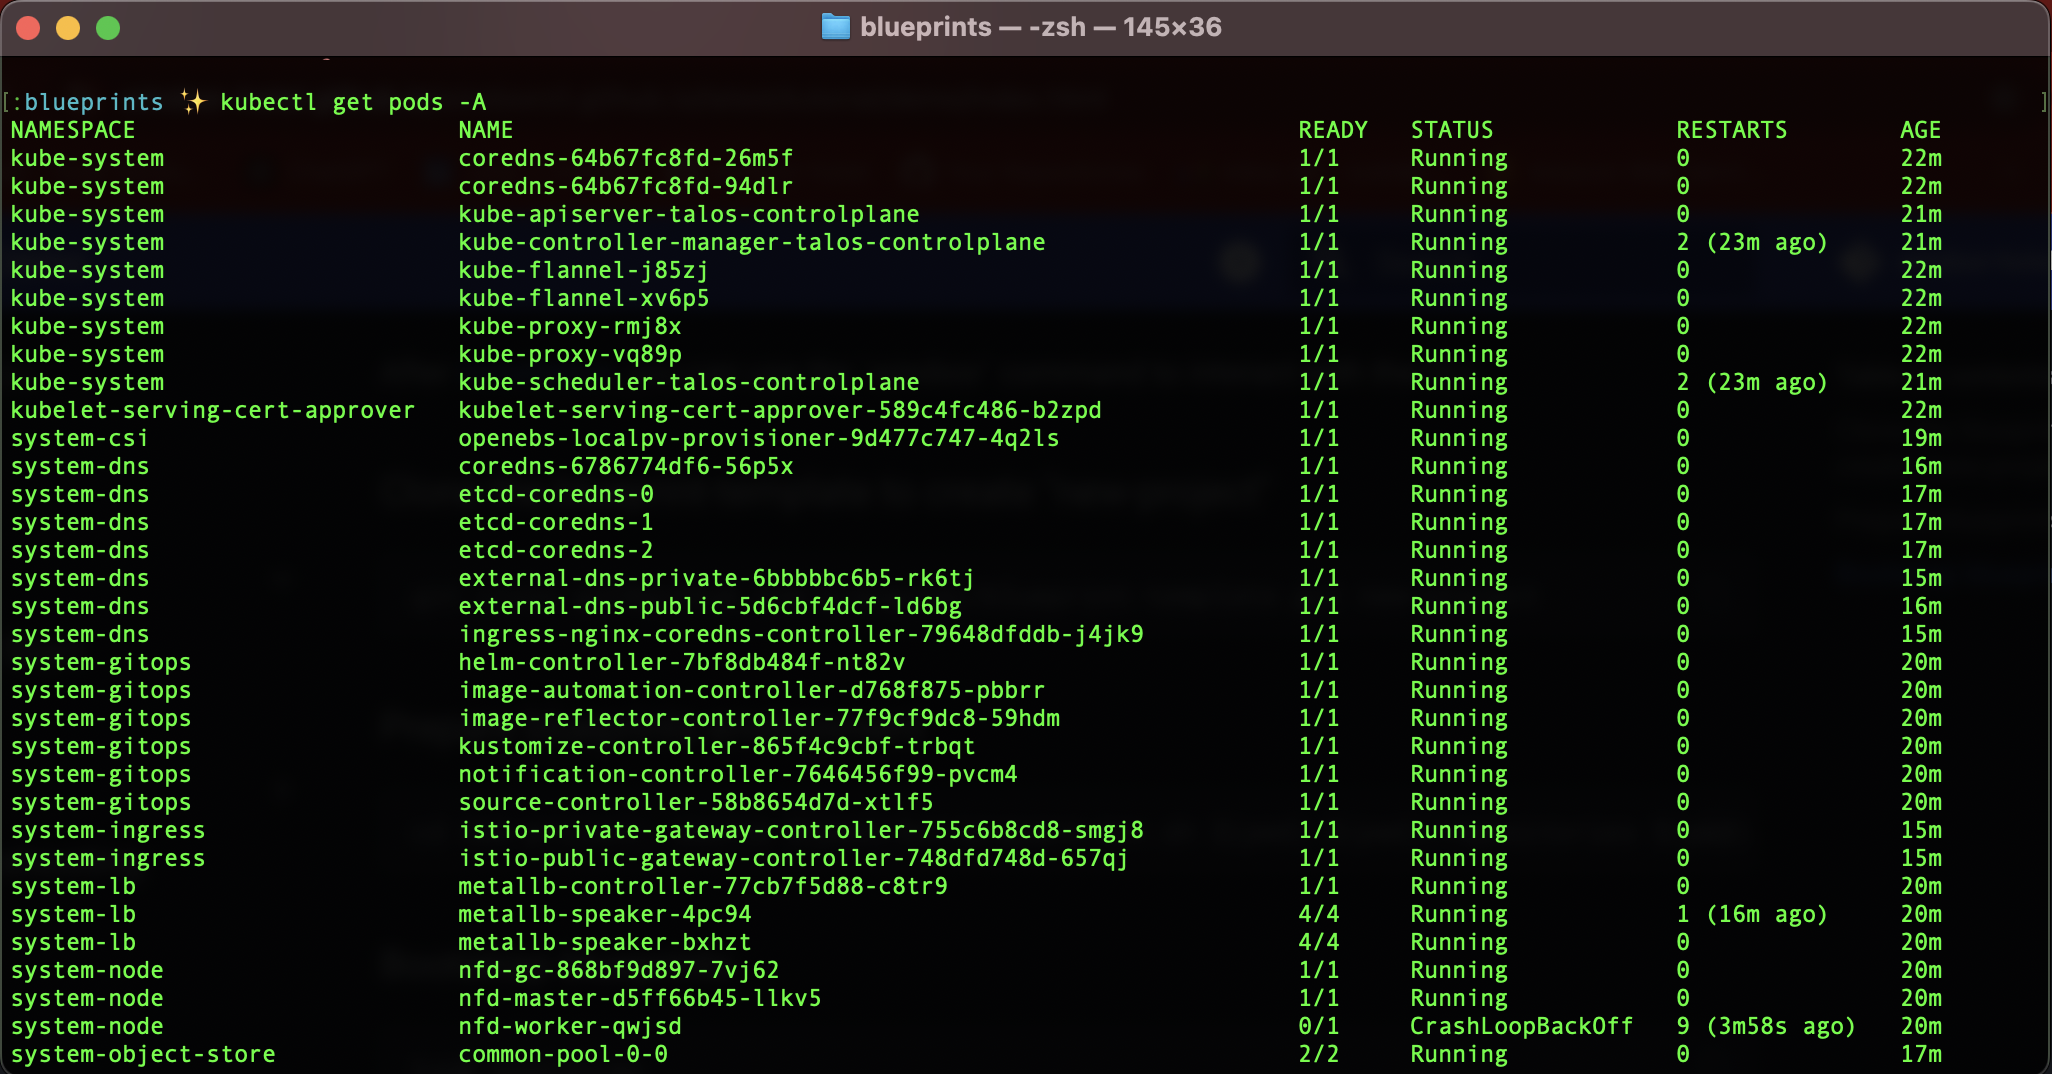 blueprints — -zsh — 145×36
[:blueprints ✨ kubectl get pods -A ]
NAMESPACE NAME READY STATUS RESTARTS AGE
kube-system coredns-64b67fc8fd-26m5f 1/1 Running 0 22m
kube-system coredns-64b67fc8fd-94dlr 1/1 Running 0 22m
kube-system kube-apiserver-talos-controlplane 1/1 Running 0 21m
kube-system kube-controller-manager-talos-controlplane 1/1 Running 2 (23m ago) 21m
kube-system kube-flannel-j85zj 1/1 Running 0 22m
kube-system kube-flannel-xv6p5 1/1 Running 0 22m
kube-system kube-proxy-rmj8x 1/1 Running 0 22m
kube-system kube-proxy-vq89p 1/1 Running 0 22m
kube-system kube-scheduler-talos-controlplane 1/1 Running 2 (23m ago) 21m
kubelet-serving-cert-approver kubelet-serving-cert-approver-589c4fc486-b2zpd 1/1 Running 0 22m
system-csi openebs-localpv-provisioner-9d477c747-4q2ls 1/1 Running 0 19m
system-dns coredns-6786774df6-56p5x 1/1 Running 0 16m
system-dns etcd-coredns-0 1/1 Running 0 17m
system-dns etcd-coredns-1 1/1 Running 0 17m
system-dns etcd-coredns-2 1/1 Running 0 17m
system-dns external-dns-private-6bbbbbc6b5-rk6tj 1/1 Running 0 15m
system-dns external-dns-public-5d6cbf4dcf-ld6bg 1/1 Running 0 16m
system-dns ingress-nginx-coredns-controller-79648dfddb-j4jk9 1/1 Running 0 15m
system-gitops helm-controller-7bf8db484f-nt82v 1/1 Running 0 20m
system-gitops image-automation-controller-d768f875-pbbrr 1/1 Running 0 20m
system-gitops image-reflector-controller-77f9cf9dc8-59hdm 1/1 Running 0 20m
system-gitops kustomize-controller-865f4c9cbf-trbqt 1/1 Running 0 20m
system-gitops notification-controller-7646456f99-pvcm4 1/1 Running 0 20m
system-gitops source-controller-58b8654d7d-xtlf5 1/1 Running 0 20m
system-ingress istio-private-gateway-controller-755c6b8cd8-smgj8 1/1 Running 0 15m
system-ingress istio-public-gateway-controller-748dfd748d-657qj 1/1 Running 0 15m
system-lb metallb-controller-77cb7f5d88-c8tr9 1/1 Running 0 20m
system-lb metallb-speaker-4pc94 4/4 Running 1 (16m ago) 20m
system-lb metallb-speaker-bxhzt 4/4 Running 0 20m
system-node nfd-gc-868bf9d897-7vj62 1/1 Running 0 20m
system-node nfd-master-d5ff66b45-llkv5 1/1 Running 0 20m
system-node nfd-worker-qwjsd 0/1 CrashLoopBackOff 9 (3m58s ago) 20m
system-object-store common-pool-0-0 2/2 Running 0 17m